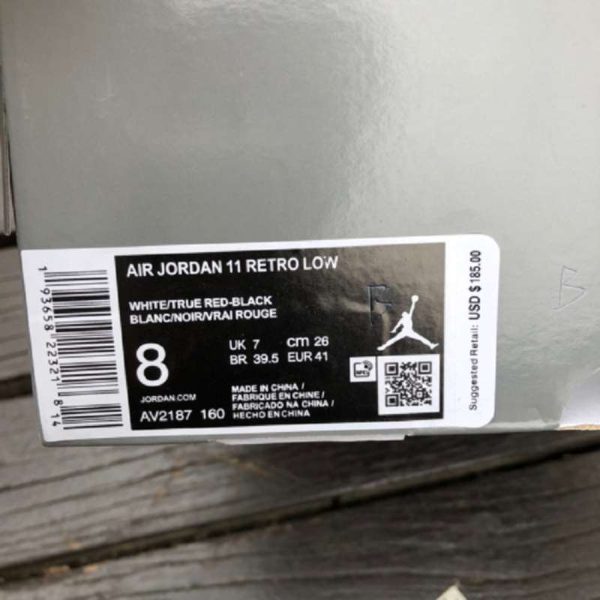 AIR JORDAN 11 RETRO LOW
WHITE/TRUE RED-BLACK
BLANC/NOIR/VRAI ROUGE
8
UK 7 cm 26
BR 39.5 EUR 41
JORDAN.COM
AV2187 160
MADE IN CHINA /
FABRIQUE EN CHINE /
FABRICADO NA CHINA /
HECHO EN CHINA
Suggested Retail: USD $185.00
1 93658 22321 8 14